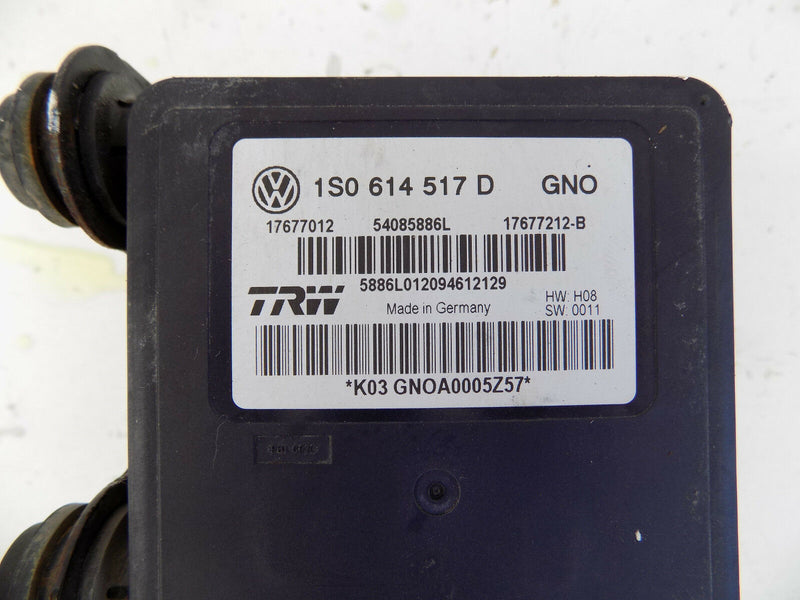 1S0 614 517 D GNO
17677012 54085886L 17677212-B
5886L012094612129
TRW Made in Germany HW: H08
SW: 0011
*K03 GNOA0005Z57*